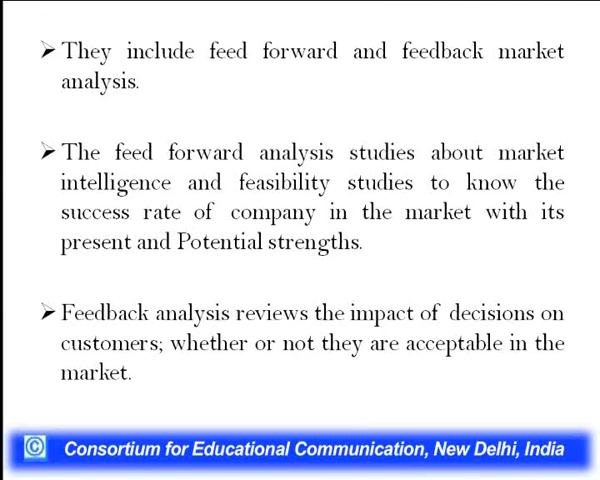 They include feed forward and feedback market
analysis.
The feed forward analysis studies about market
intelligence and feasibility studies to know the
success rate of company in the market with its
present and Potential strengths.
Feedback analysis reviews the impact of decisions on
customers; whether or not they are acceptable in the
market.
© Consortium for Educational Communication, New Delhi, India